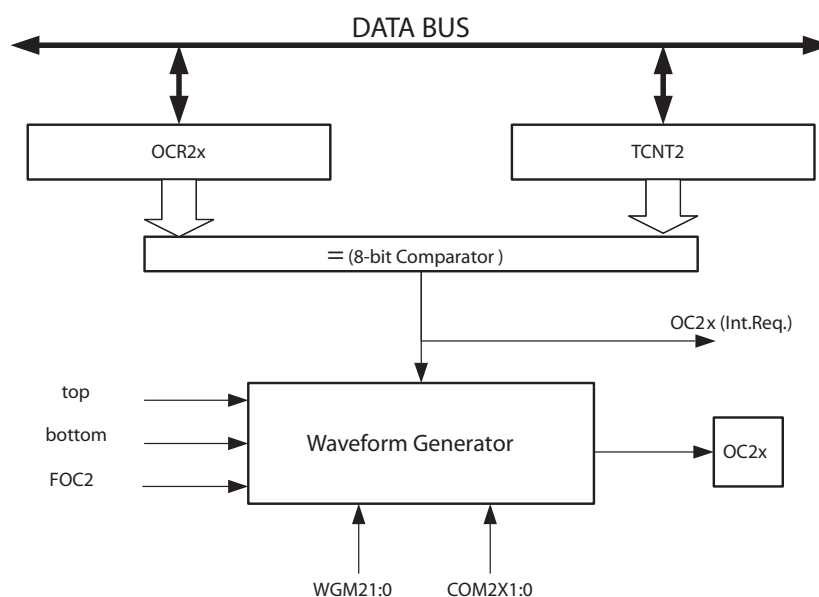 DATA BUS
OCR2x
TCNT2
= (8-bit Comparator )
OC2x (Int.Req.)
top
bottom
FOC2
Waveform Generator
OC2x
WGM21:0
COM2X1:0